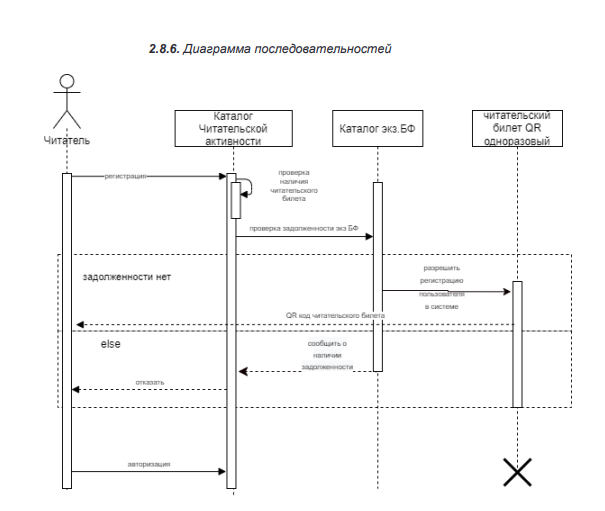 2.8.6. Диаграмма последовательностей
Читатель
Каталог
Читательской
активности
Каталог экз.БФ
читательский
билет QR
одноразовый
регистрация
проверка
наличия
читательского
билета
проверка задолженности экз БФ
задолженности нет
разрешить
регистрацию
пользователя
в системе
QR код читательского билета
else
сообщить о
наличии
задолженности
отказать
авторизация